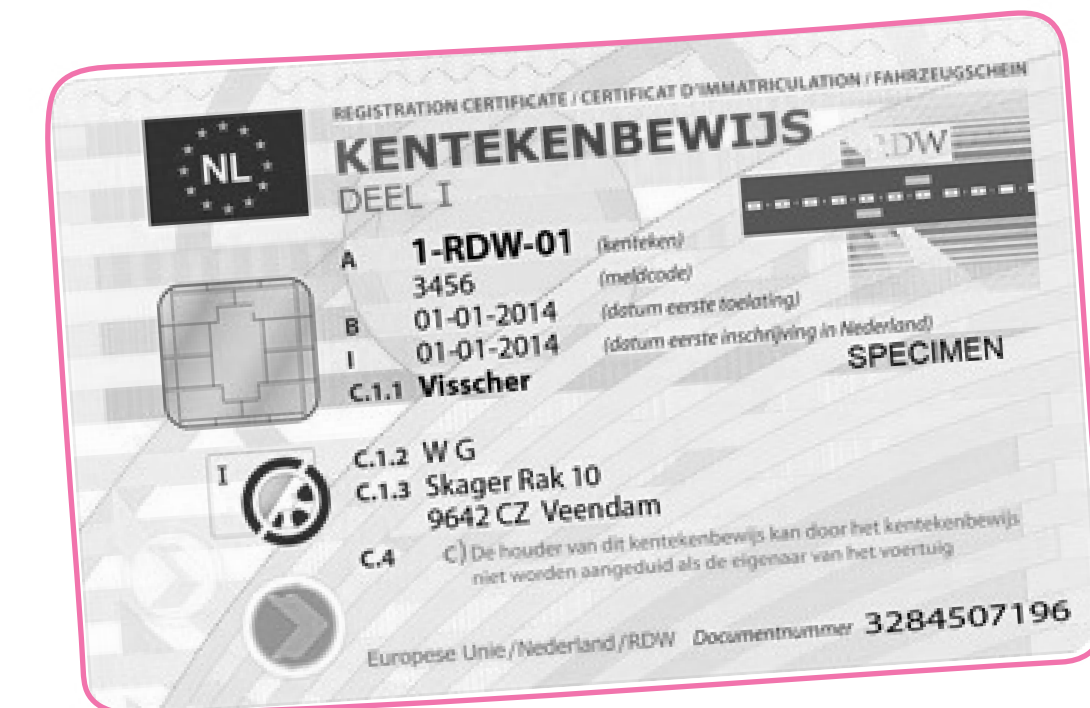 REGISTRATION CERTIFICATE / CERTIFICAT D'IMMATRICULATION / FAHRZEUGSCHEIN
NL
KENTEKENBEWIJS
RDW
DEEL I
A 1-RDW-01 (kenteken)
3456 (meldcode)
B 01-01-2014 (datum eerste toelating)
I 01-01-2014 (datum eerste inschrijving in Nederland)
SPECIMEN
C.1.1 Visscher
C.1.2 W G
I
C.1.3 Skager Rak 10
9642 CZ Veendam
C.4 C) De houder van dit kentekenbewijs kan door het kentekenbewijs
niet worden aangeduid als de eigenaar van het voertuig
Europese Unie/Nederland/RDW Documentnummer 3284507196